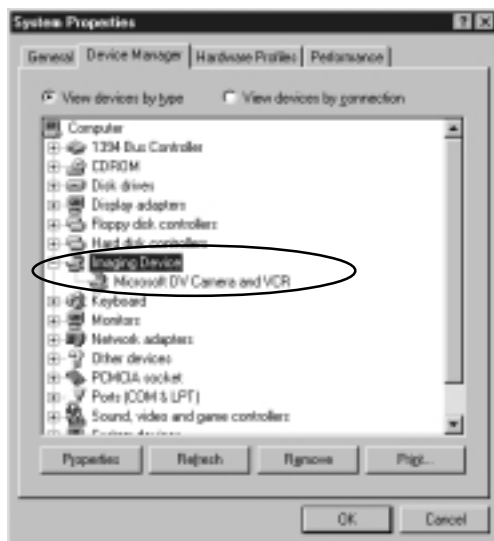 System Properties
General Device Manager Hardware Profiles Performance
View devices by type View devices by connection
Computer
1394 Bus Controller
CDROM
Disk drives
Display adapters
Floppy disk controllers
Hard disk controllers
Imaging Device
Microsoft DV Camera and VCR
Keyboard
Monitors
Network adapters
Other devices
PCMCIA socket
Ports (COM & LPT)
Sound, video and game controllers
System devices
Properties Refresh Remove Print...
OK Cancel